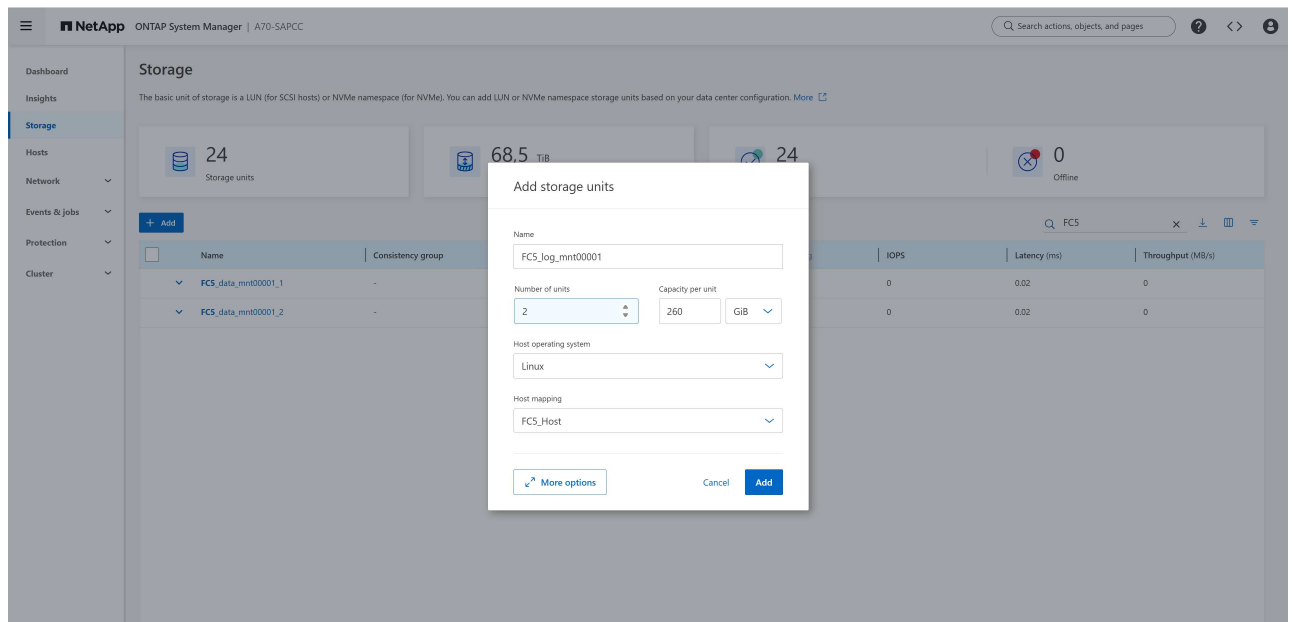 NetApp ONTAP System Manager | A70-SAPCC
Search actions, objects, and pages
Dashboard
Insights
Storage
Hosts
Network
Events & jobs
Protection
Cluster
Storage
The basic unit of storage is a LUN (for SCSI hosts) or NVMe namespace (for NVMe). You can add LUN or NVMe namespace storage units based on your data center configuration. More
24
Storage units
68,5 TiB
24
0
Offline
+ Add
FC5
Name Consistency group IOPS Latency (ms) Throughput (MB/s)
FC5_data_mnt00001_1 - 0 0.02 0
FC5_data_mnt00001_2 - 0 0.02 0
Add storage units
Name
FC5_log_mnt00001
Number of units Capacity per unit
2 260 GiB
Host operating system
Linux
Host mapping
FC5_Host
More options Cancel Add